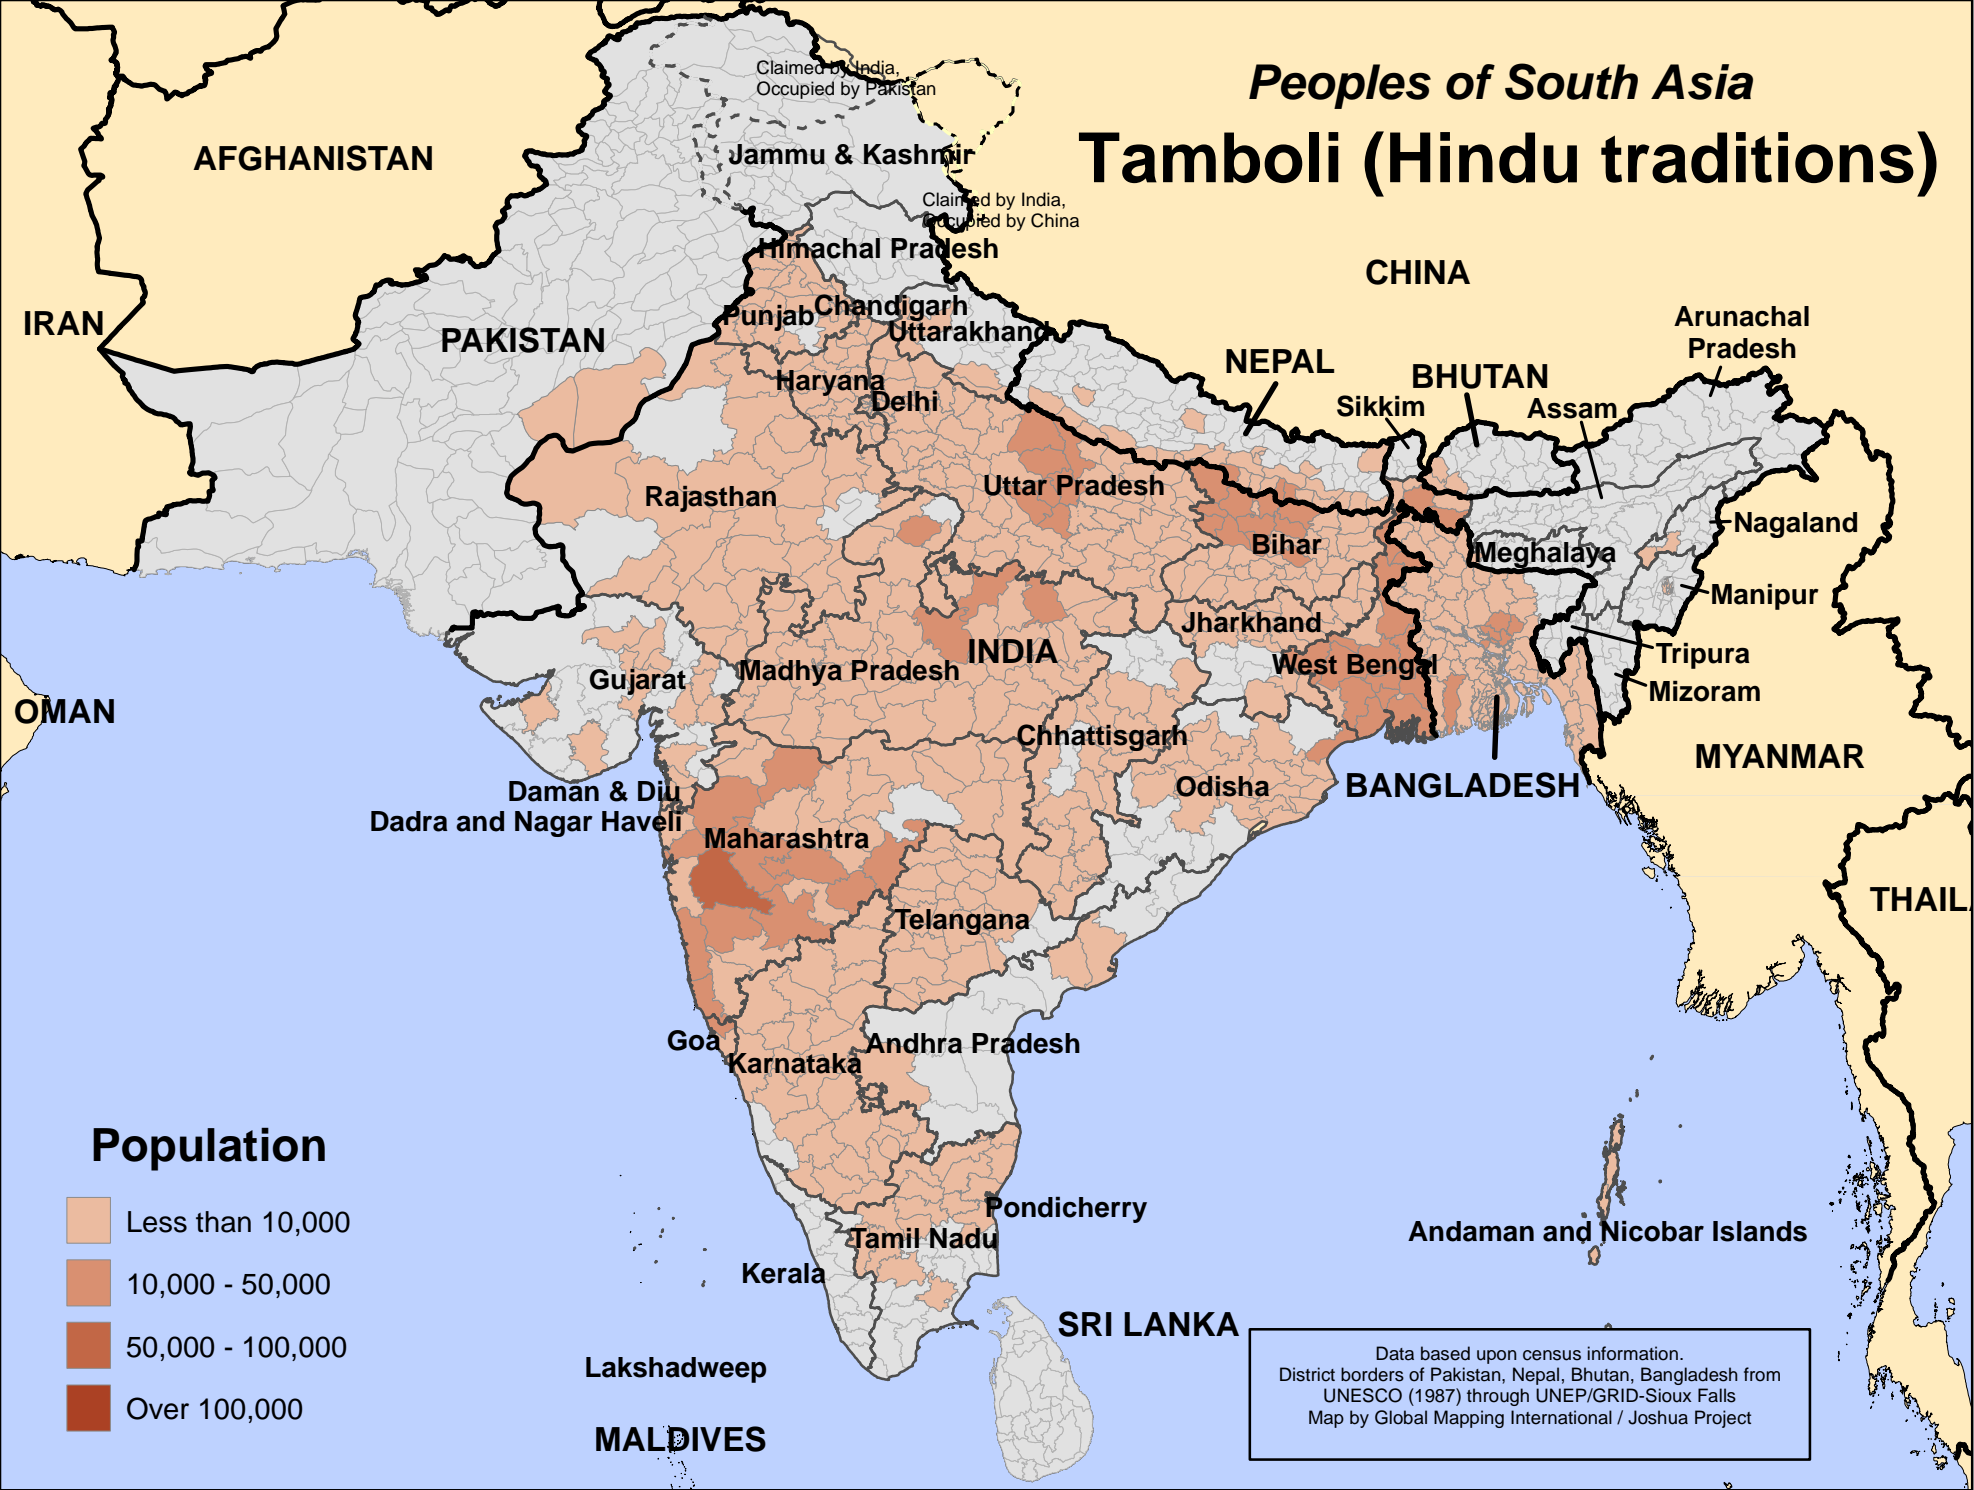 Peoples of South Asia
Tamboli (Hindu traditions)
Claimed by India,
Occupied by Pakistan
AFGHANISTAN
Jammu & Kashmir
Claimed by India,
Occupied by China
Himachal Pradesh
CHINA
IRAN
PAKISTAN
Punjab
Chandigarh
Uttarakhand
Arunachal
Pradesh
NEPAL
BHUTAN
Haryana
Delhi
Sikkim
Assam
Rajasthan
Uttar Pradesh
Nagaland
Bihar
Meghalaya
Manipur
Jharkhand
INDIA
Tripura
Madhya Pradesh
West Bengal
Gujarat
Mizoram
OMAN
Chhattisgarh
MYANMAR
Odisha
BANGLADESH
Daman & Diu
Dadra and Nagar Haveli
Maharashtra
THAIL
Telangana
Goa
Karnataka
Andhra Pradesh
Pondicherry
Andaman and Nicobar Islands
Tamil Nadu
Kerala
SRI LANKA
Lakshadweep
MALDIVES
Population
Less than 10,000
10,000 - 50,000
50,000 - 100,000
Over 100,000
Data based upon census information.
District borders of Pakistan, Nepal, Bhutan, Bangladesh from
UNESCO (1987) through UNEP/GRID-Sioux Falls
Map by Global Mapping International / Joshua Project